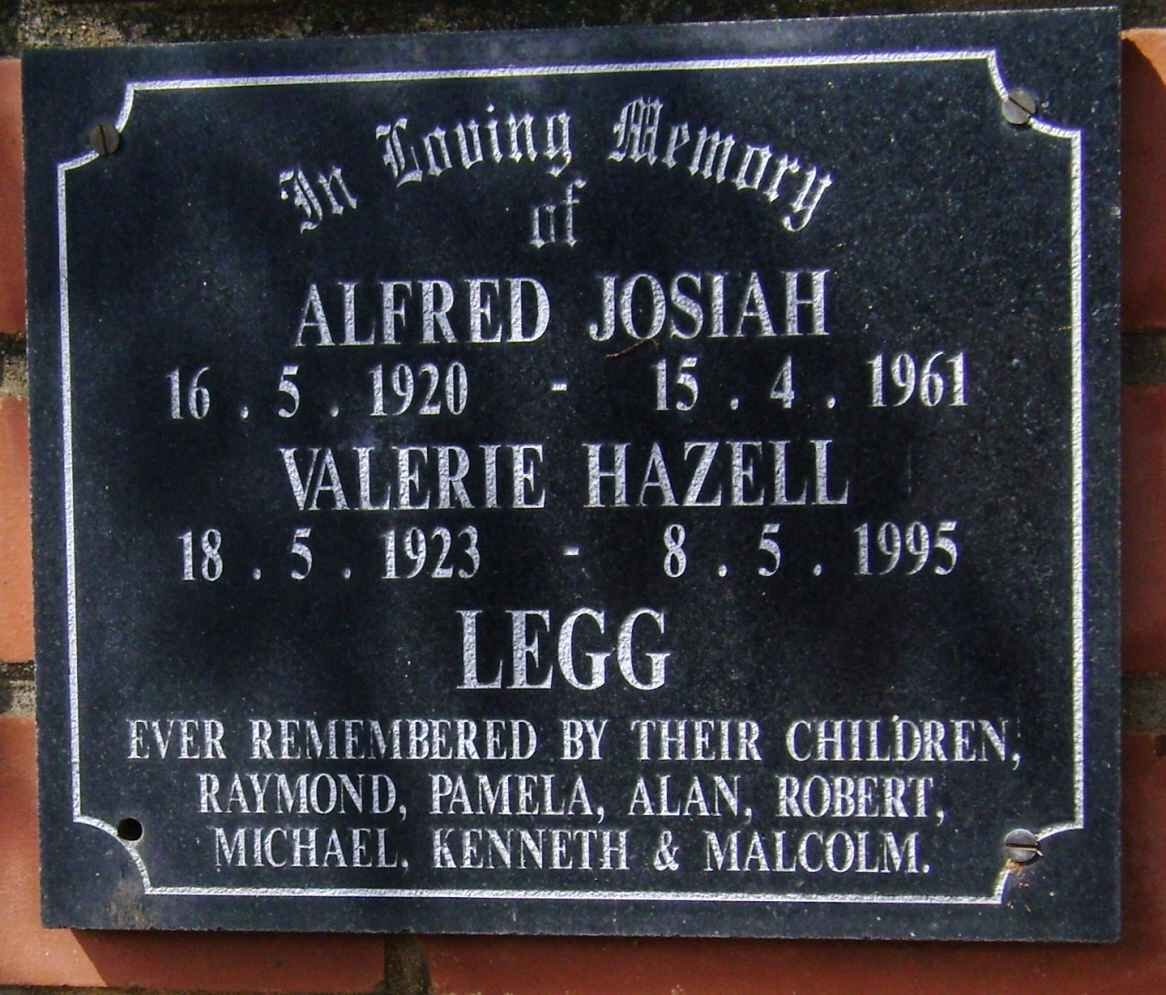 In Loving Memory
of
ALFRED JOSIAH
16 . 5 . 1920 - 15 . 4 . 1961
VALERIE HAZELL
18 . 5 . 1923 - 8 . 5 . 1995
LEGG
EVER REMEMBERED BY THEIR CHILDREN,
RAYMOND, PAMELA, ALAN, ROBERT,
MICHAEL, KENNETH & MALCOLM.